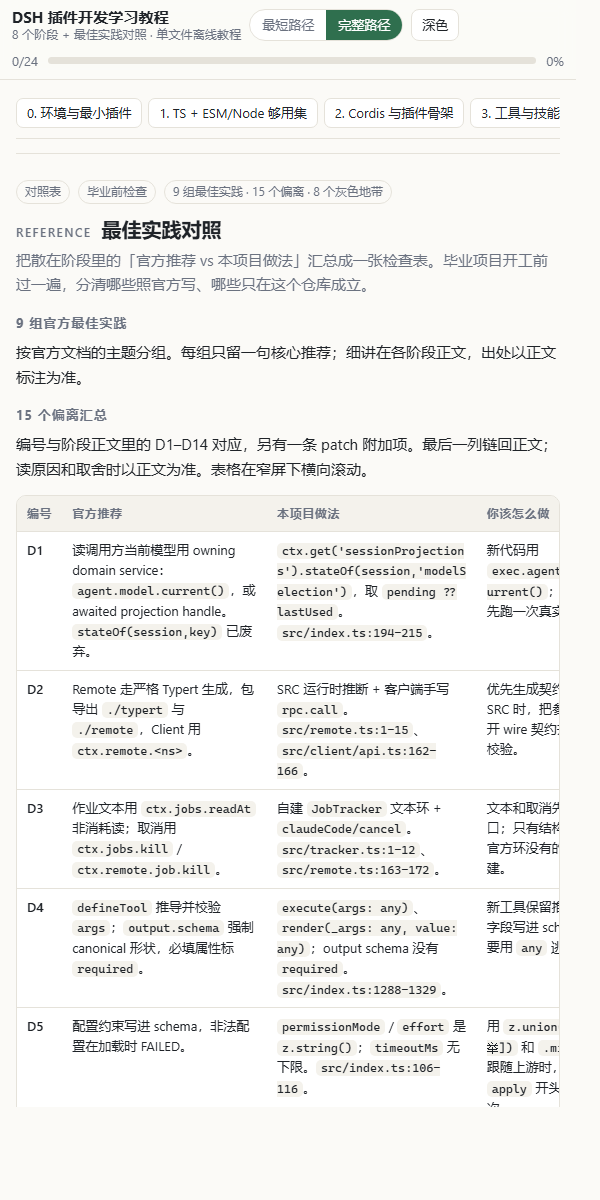 DSH 插件开发学习教程
8 个阶段 + 最佳实践对照 · 单文件离线教程
最短路径
完整路径
深色
0/24
0%
0. 环境与最小插件
1. TS + ESM/Node 够用集
2. Cordis 与插件骨架
3. 工具与技能
对照表
毕业前检查
9 组最佳实践 · 15 个偏离 · 8 个灰色地带
REFERENCE 最佳实践对照
把散在阶段里的「官方推荐 vs 本项目做法」汇总成一张检查表。毕业项目开工前
过一遍，分清哪些照官方写、哪些只在这个仓库成立。
9 组官方最佳实践
按官方文档的主题分组。每组只留一句核心推荐；细讲在各阶段正文，出处以正文
标注为准。
15 个偏离汇总
编号与阶段正文里的 D1–D14 对应，另有一条 patch 附加项。最后一列链回正文；
读原因和取舍时以正文为准。表格在窄屏下横向滚动。
编号
官方推荐
本项目做法
你该怎么做
D1
读调用方当前模型用 owning
domain service：
agent.model.current() ，或
awaited projection handle。
stateOf(session,key) 已废
弃。
ctx.get('sessionProjection
s').stateOf(session,'modelS
election') ，取 pending ??
lastUsed 。
src/index.ts:194–215 。
新代码用
exec.agent
urrent() ；
先跑一次真实
D2
Remote 走严格 Typert 生成，包
导出 ./typert 与
./remote ，Client 用
ctx.remote.<ns> 。
SRC 运行时推断 + 客户端手写
rpc.call 。
src/remote.ts:1–15 、
src/client/api.ts:162–
166 。
优先生成契约
SRC 时，把参
开 wire 契约
校验。
D3
作业文本用 ctx.jobs.readAt
非消耗读；取消用
ctx.jobs.kill /
ctx.remote.job.kill 。
自建 JobTracker 文本环 +
claudeCode/cancel 。
src/tracker.ts:1–12 、
src/remote.ts:163–172 。
文本和取消先
口；只有结构
官方环没有的
建。
D4
defineTool 推导并校验
args ；output.schema 强制
canonical 形状，必填属性标
required 。
execute(args: any) 、
render(_args: any, value:
any) ；output schema 没有
required 。
src/index.ts:1288–1329 。
新工具保留推
字段写进 sch
要用 any 逃
D5
配置约束写进 schema，非法配
置在加载时 FAILED。
permissionMode / effort 是
z.string() ；timeoutMs 无
下限。 src/index.ts:106–
116 。
用 z.union
举]) 和 .mi
跟随上游时，
apply 开头